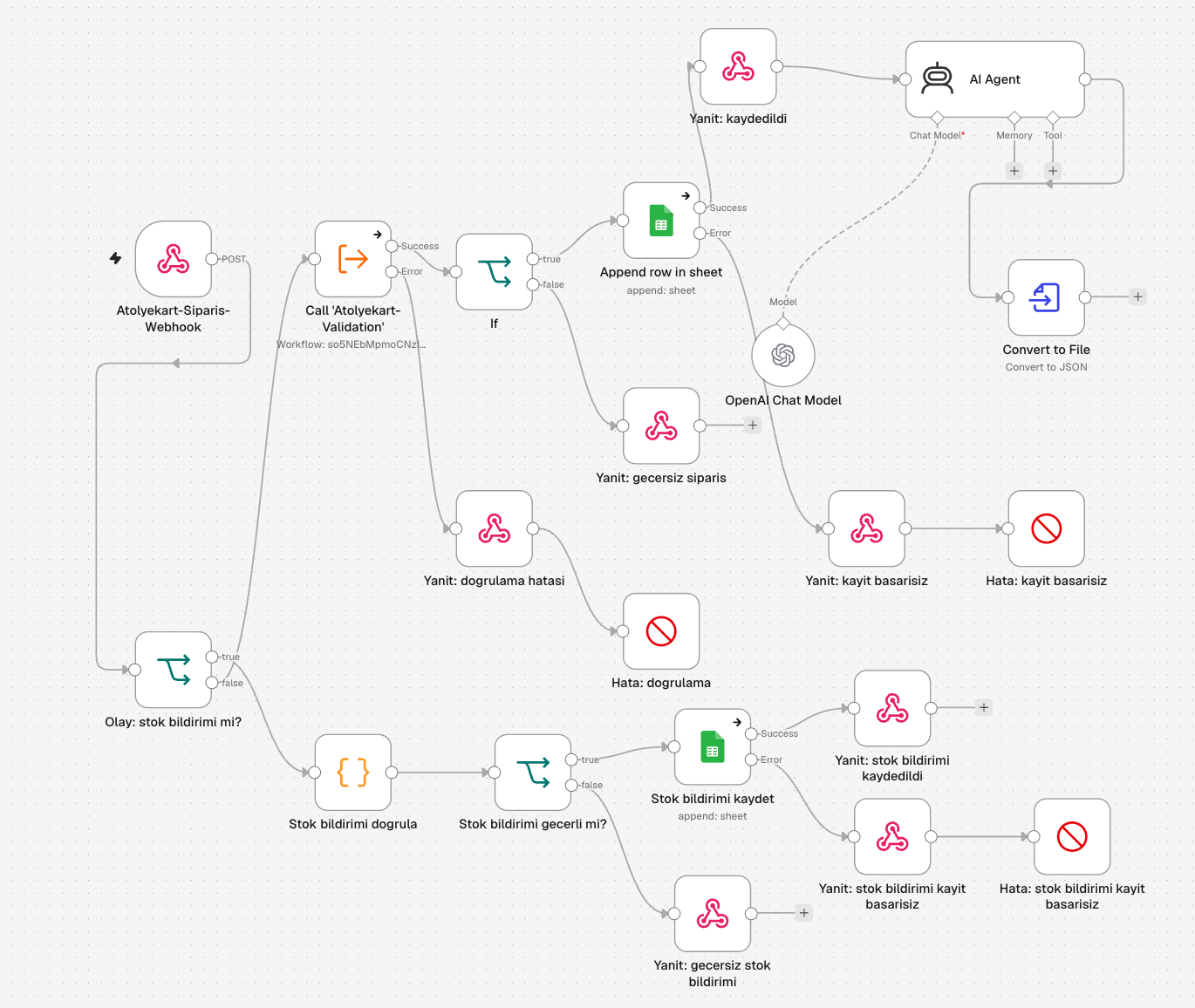 Yanit: kaydedildi
AI Agent
Chat Model*
Memory
Tool
POST
Atolyekart-Siparis-
Webhook
Success
Error
Call 'Atolyekart-
Validation'
Workflow: so5NEbMpmoCNzl...
true
false
If
Success
Error
Append row in sheet
append: sheet
Model
OpenAI Chat Model
Convert to File
Convert to JSON
Yanit: gecersiz siparis
Yanit: dogrulama hatasi
Yanit: kayit basarisiz
Hata: kayit basarisiz
Hata: dogrulama
true
false
Olay: stok bildirimi mi?
Stok bildirimi dogrula
true
false
Stok bildirimi gecerli mi?
Success
Error
Stok bildirimi kaydet
append: sheet
Yanit: stok bildirimi
kaydedildi
Yanit: stok bildirimi kayit
basarisiz
Hata: stok bildirimi kayit
basarisiz
Yanit: gecersiz stok
bildirimi